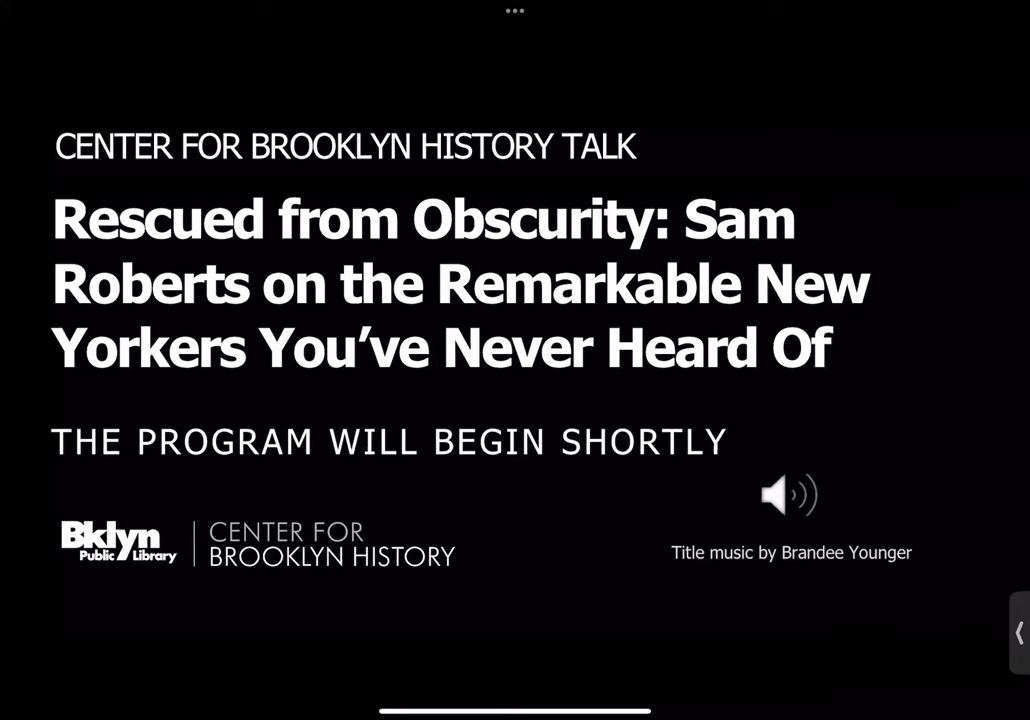 CENTER FOR BROOKLYN HISTORY TALK
Rescued from Obscurity: Sam
Roberts on the Remarkable New
Yorkers You’ve Never Heard Of
THE PROGRAM WILL BEGIN SHORTLY
Bklyn
Public Library
CENTER FOR
BROOKLYN HISTORY
Title music by Brandee Younger